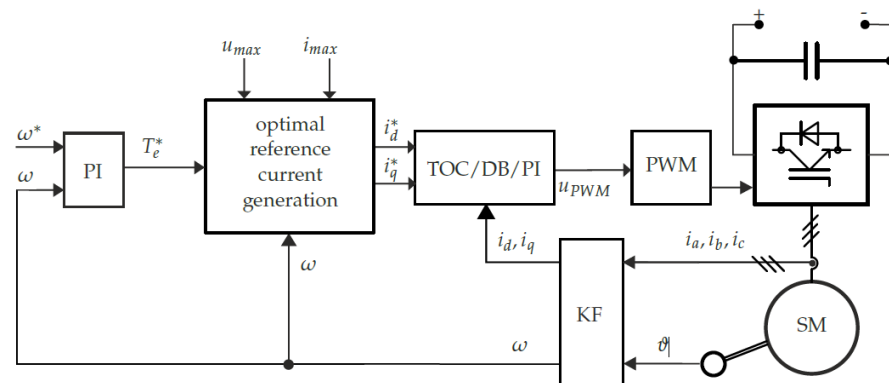 + -
u_max i_max
ω* T_e* optimal reference current generation i_d* TOC/DB/PI PWM
ω PI i_q* u_PWM
i_d, i_q i_a, i_b, i_c
ω KF SM
ω ϑ|